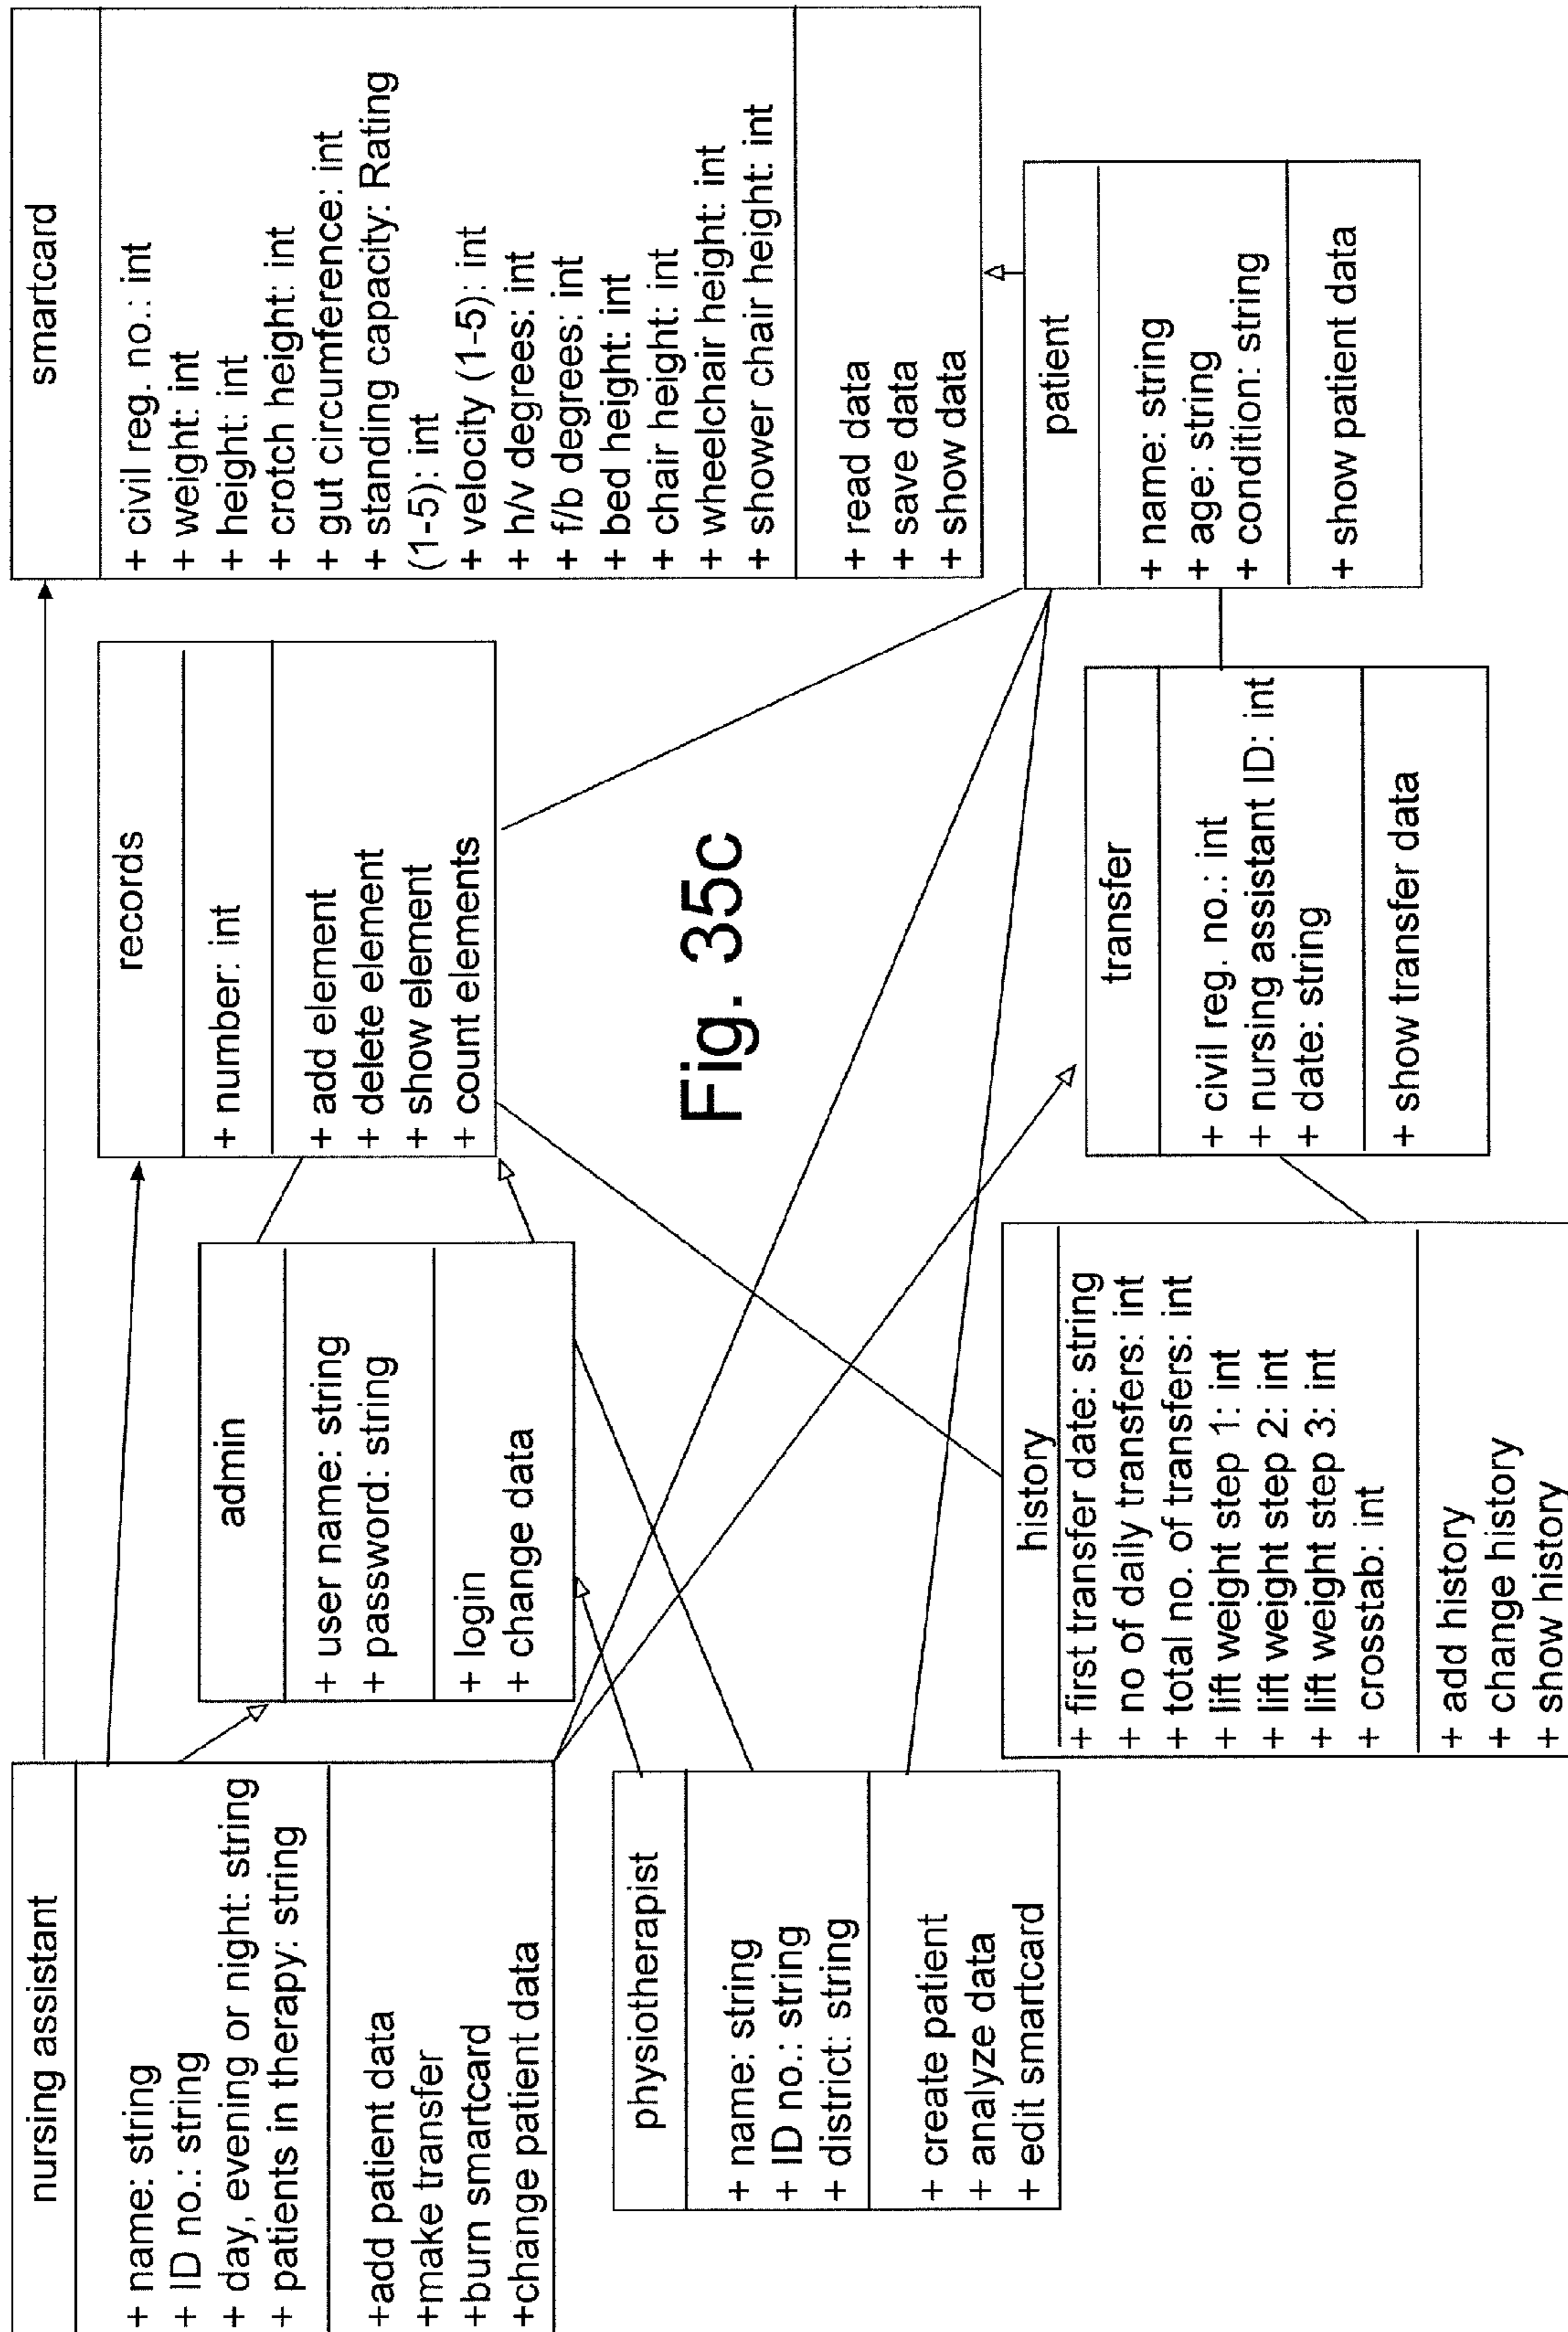 nursing assistant
+ name: string
+ ID no.: string
+ day, evening or night: string
+ patients in therapy: string
+add patient data
+make transfer
+burn smartcard
+change patient data
admin
+ user name: string
+ password: string
+ login
+ change data
records
+ number: int
+ add element
+ delete element
+ show element
+ count elements
smartcard
+ civil reg. no.: int
+ weight: int
+ height: int
+ crotch height: int
+ gut circumference: int
+ standing capacity: Rating
(1-5): int
+ velocity (1-5): int
+ h/v degrees: int
+ f/b degrees: int
+ bed height: int
+ chair height: int
+ wheelchair height: int
+ shower chair height: int
+ read data
+ save data
+ show data
physiotherapist
+ name: string
+ ID no.: string
+ district: string
+ create patient
+ analyze data
+ edit smartcard
Fig. 35c
history
+ first transfer date: string
+ no of daily transfers: int
+ total no. of transfers: int
+ lift weight step 1: int
+ lift weight step 2: int
+ lift weight step 3: int
+ crosstab: int
+ add history
+ change history
+ show history
transfer
+ civil reg. no.: int
+ nursing assistant ID: int
+ date: string
+ show transfer data
patient
+ name: string
+ age: string
+ condition: string
+ show patient data